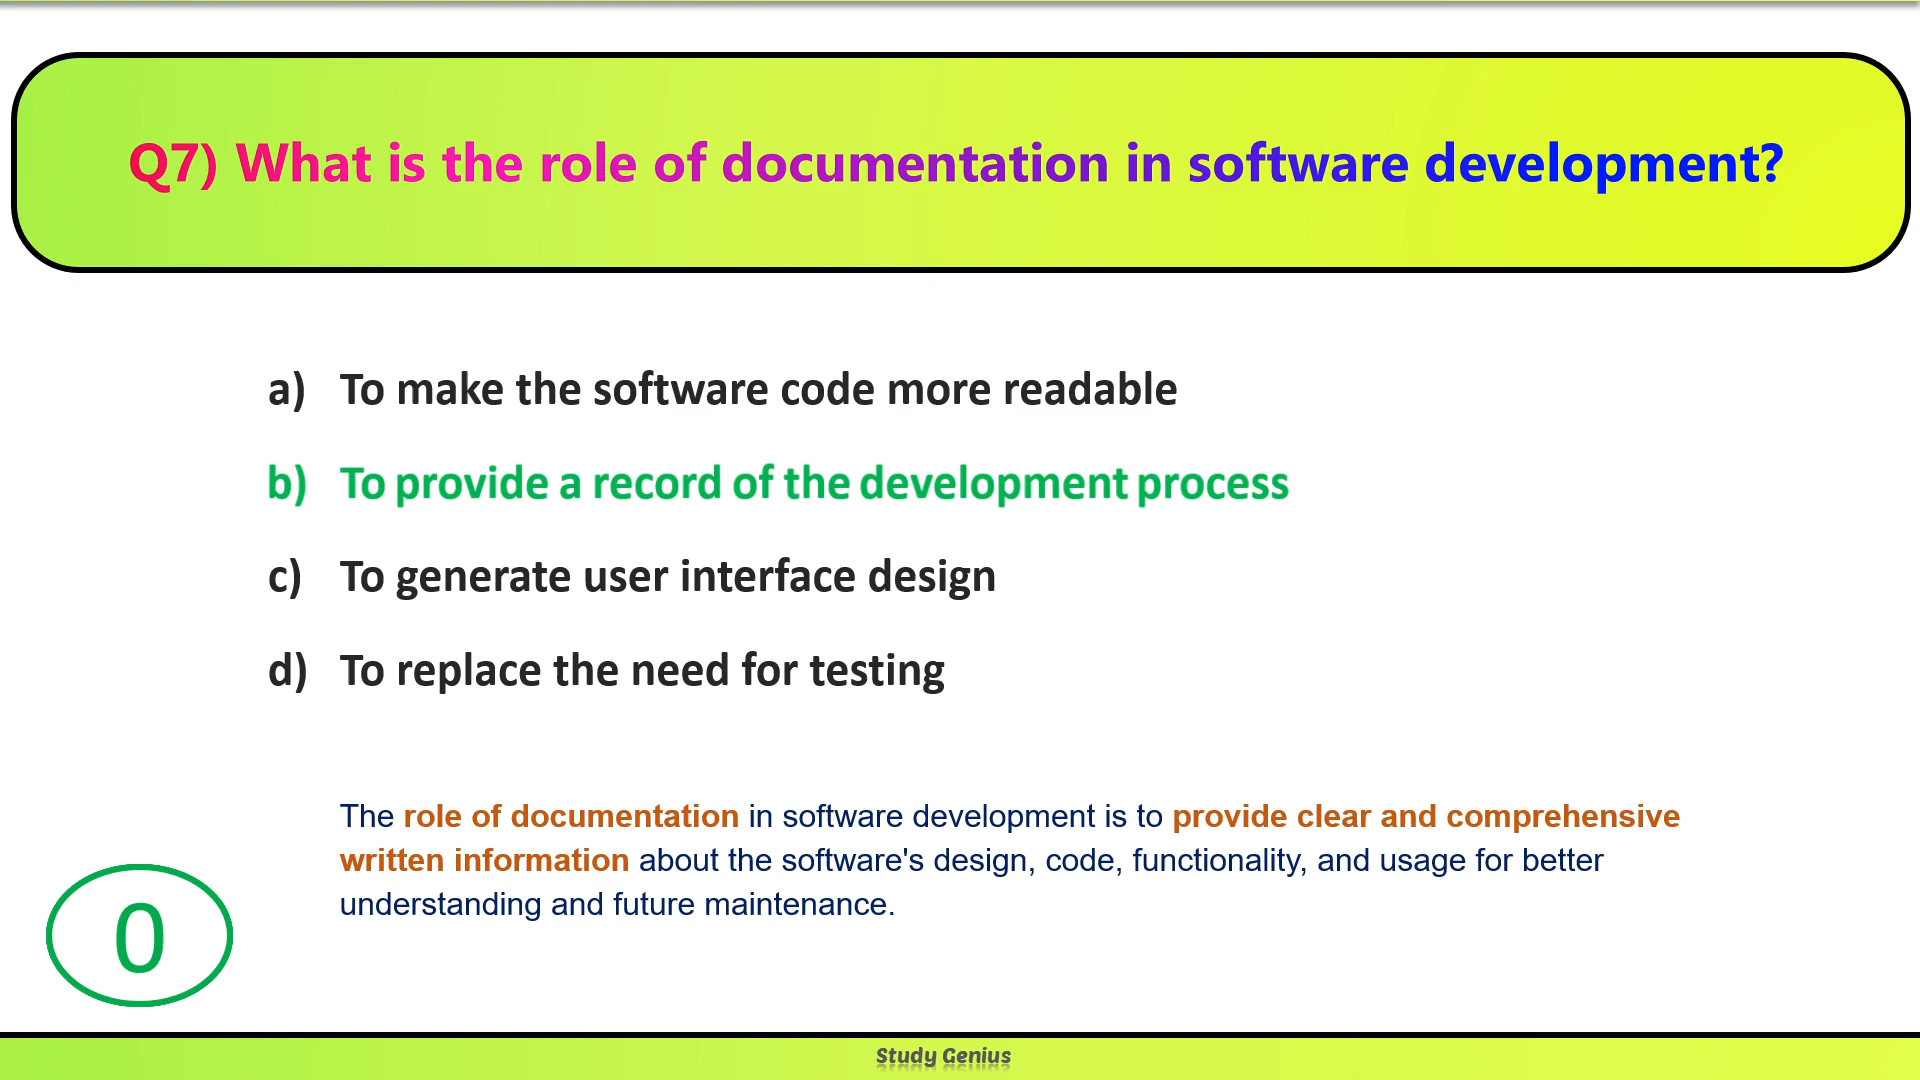 Q7) What is the role of documentation in software development?
a) To make the software code more readable
b) To provide a record of the development process
c) To generate user interface design
d) To replace the need for testing
The role of documentation in software development is to provide clear and comprehensive
written information about the software's design, code, functionality, and usage for better
understanding and future maintenance.
0
Study Genius